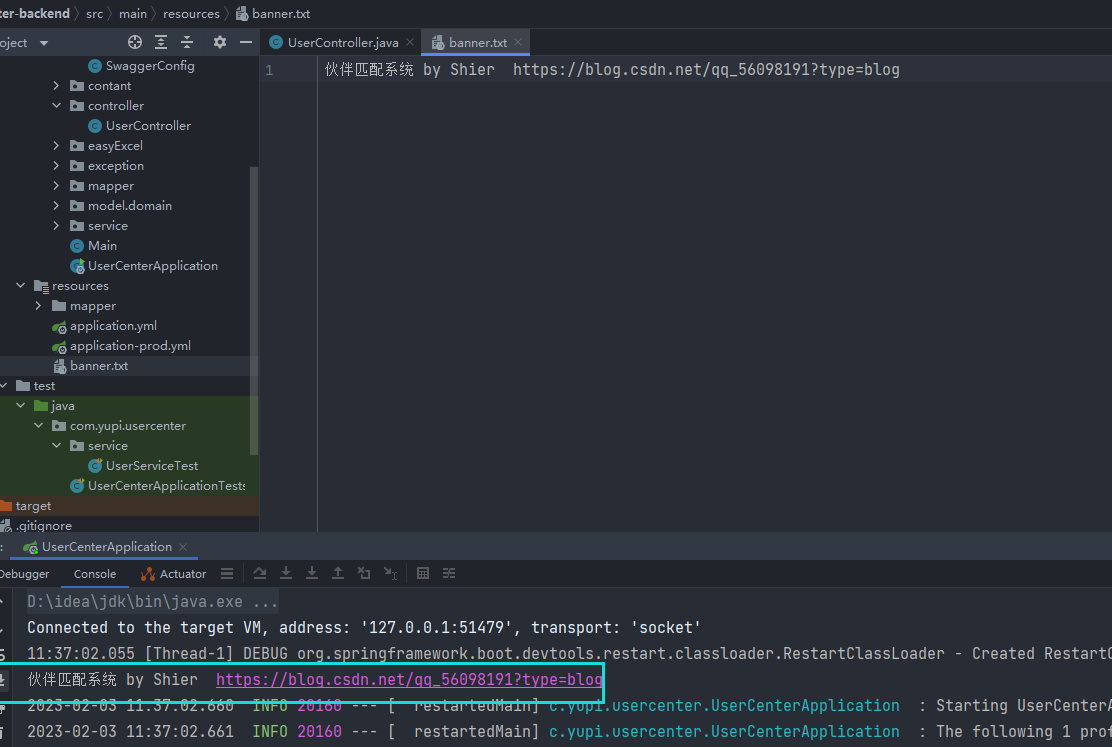 ter-backend src main resources banner.txt
oject
UserController.java banner.txt
1 伙伴匹配系统 by Shier https://blog.csdn.net/qq_56098191?type=blog
SwaggerConfig
contant
controller
UserController
easyExcel
exception
mapper
model.domain
service
Main
UserCenterApplication
resources
mapper
application.yml
application-prod.yml
banner.txt
test
java
com.yupi.usercenter
service
UserServiceTest
UserCenterApplicationTests
target
.gitignore
: UserCenterApplication
Debugger Console Actuator
D:\idea\jdk\bin\java.exe ...
Connected to the target VM, address: '127.0.0.1:51479', transport: 'socket'
11:37:02.055 [Thread-1] DEBUG org.springframework.boot.devtools.restart.classloader.RestartClassLoader - Created RestartC
伙伴匹配系统 by Shier https://blog.csdn.net/qq_56098191?type=blog
2023-02-03 11:37:02.660 INFO 20160 --- [ restartedMain] c.yupi.usercenter.UserCenterApplication : Starting UserCenterA
2023-02-03 11:37:02.661 INFO 20160 --- [ restartedMain] c.yupi.usercenter.UserCenterApplication : The following 1 prof